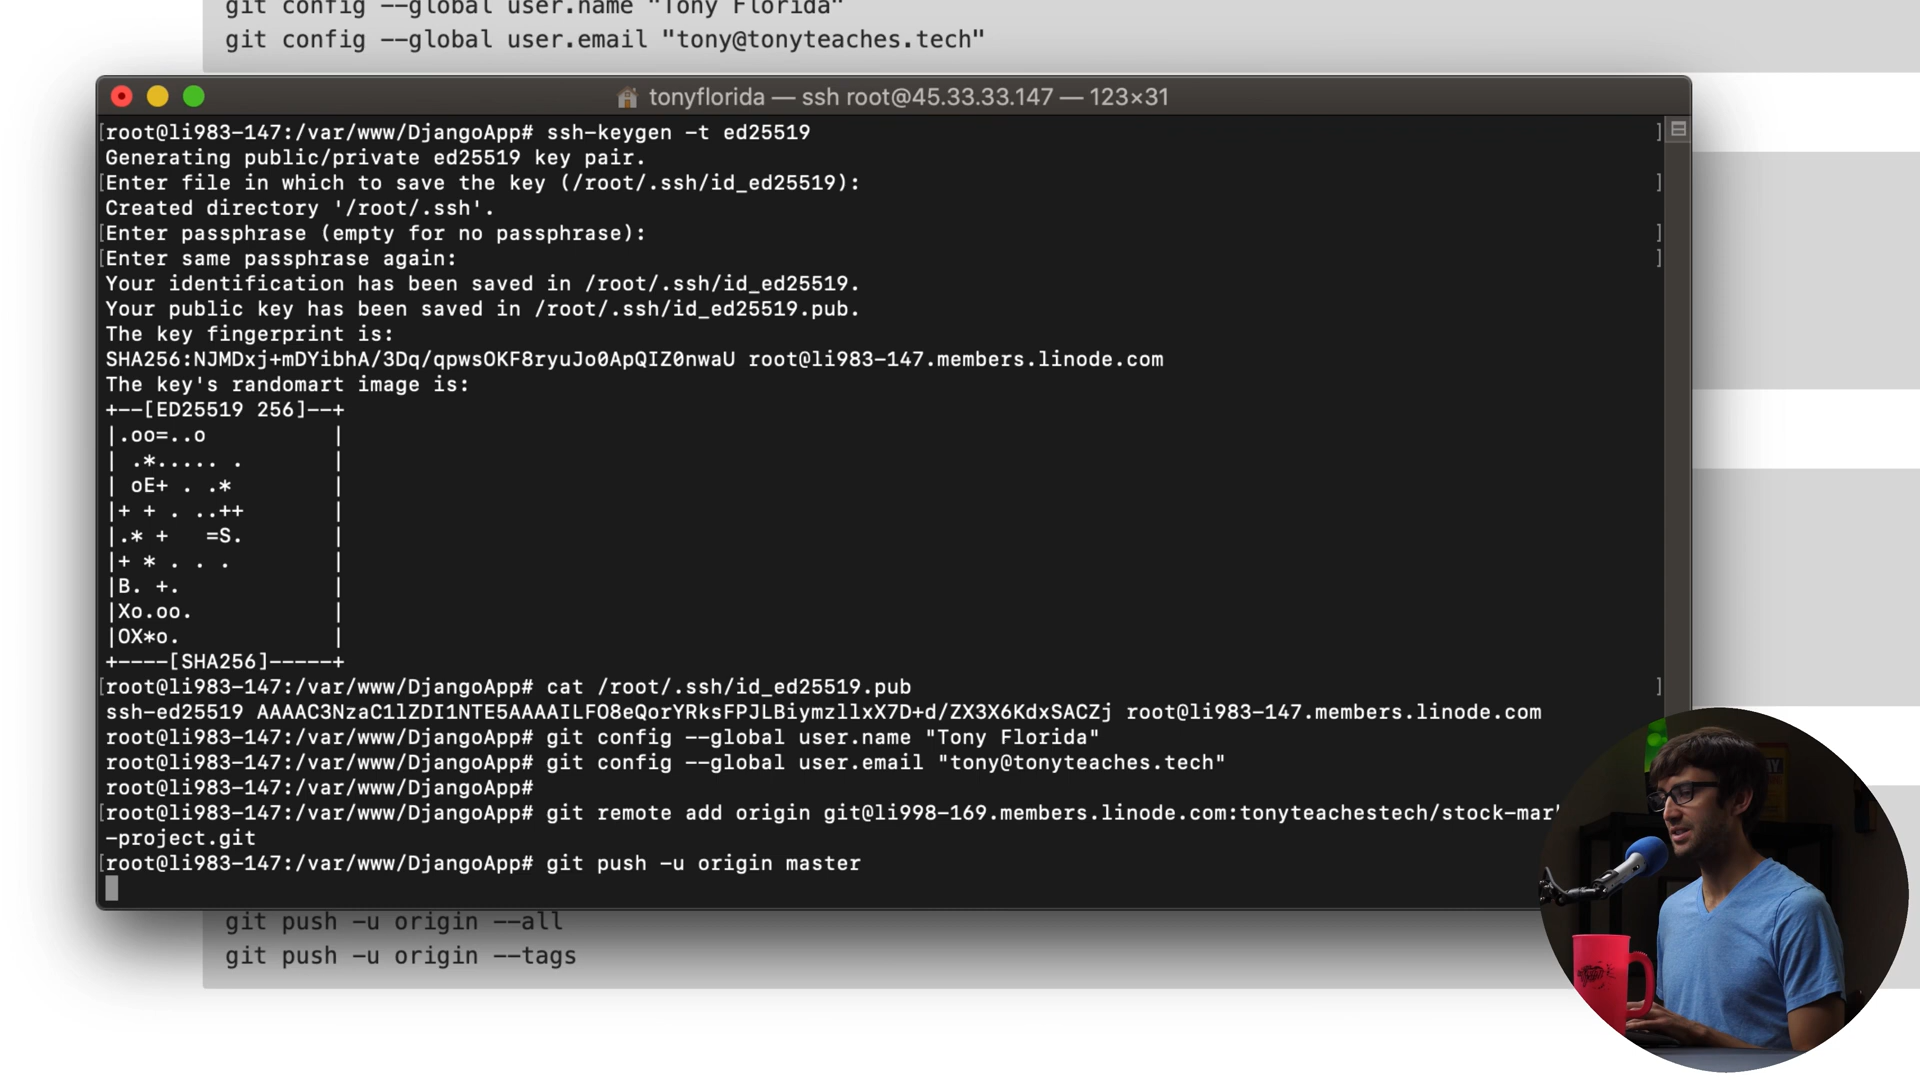 git config --global user.name "Tony Florida"
git config --global user.email "tony@tonyteaches.tech"
tonyflorida — ssh root@45.33.33.147 — 123×31
[root@li983-147:/var/www/DjangoApp# ssh-keygen -t ed25519 ]
Generating public/private ed25519 key pair.
[Enter file in which to save the key (/root/.ssh/id_ed25519): ]
Created directory '/root/.ssh'.
[Enter passphrase (empty for no passphrase): ]
[Enter same passphrase again: ]
Your identification has been saved in /root/.ssh/id_ed25519.
Your public key has been saved in /root/.ssh/id_ed25519.pub.
The key fingerprint is:
SHA256:NJMDxj+mDYibhA/3Dq/qpwsOKF8ryuJo0ApQIZ0nwaU root@li983-147.members.linode.com
The key's randomart image is:
+--[ED25519 256]--+
|.oo=..o          |
| .*..... .       |
| oE+ . .*        |
|+ + . ..++       |
|.* +   =S.       |
|+ * . . .        |
|B. +.            |
|Xo.oo.           |
|OX*o.            |
+----[SHA256]-----+
[root@li983-147:/var/www/DjangoApp# cat /root/.ssh/id_ed25519.pub ]
ssh-ed25519 AAAAC3NzaC1lZDI1NTE5AAAAILFO8eQorYRksFPJLBiymzllxX7D+d/ZX3X6KdxSACZj root@li983-147.members.linode.com
root@li983-147:/var/www/DjangoApp# git config --global user.name "Tony Florida"
root@li983-147:/var/www/DjangoApp# git config --global user.email "tony@tonyteaches.tech"
root@li983-147:/var/www/DjangoApp#
[root@li983-147:/var/www/DjangoApp# git remote add origin git@li998-169.members.linode.com:tonyteachestech/stock-mar
-project.git
[root@li983-147:/var/www/DjangoApp# git push -u origin master
git push -u origin --all
git push -u origin --tags